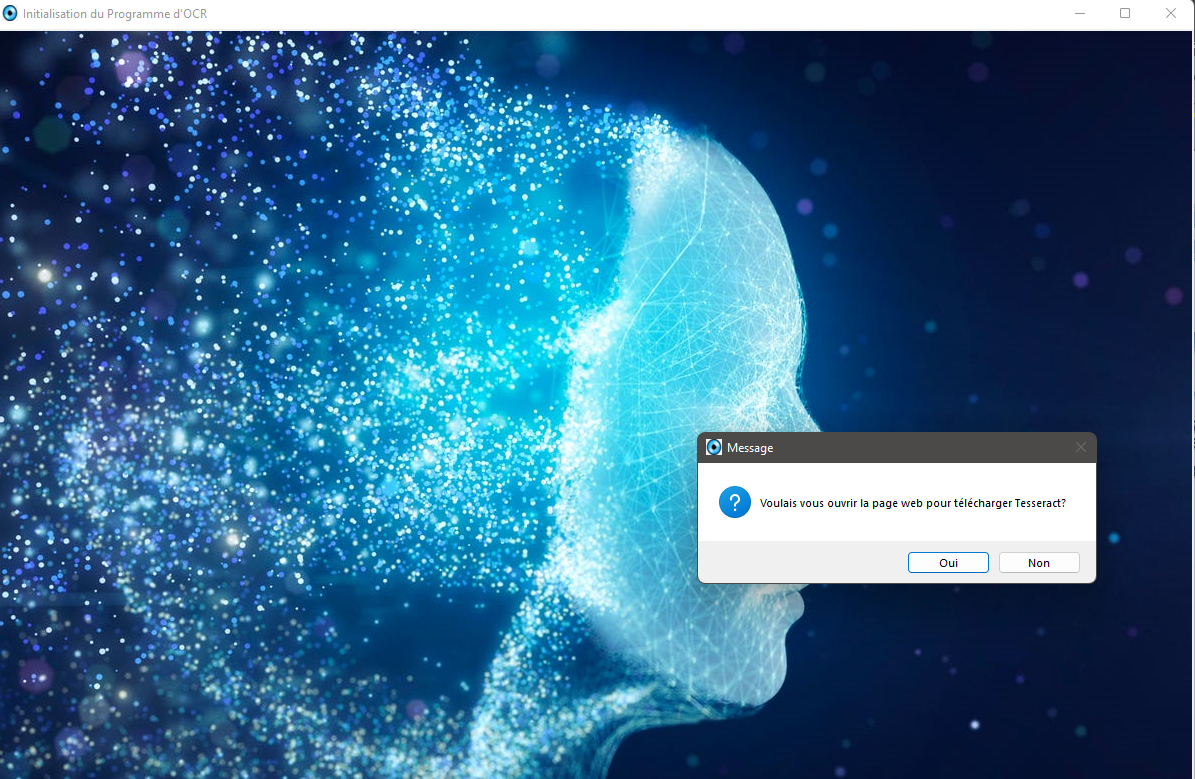 Initialisation du Programme d'OCR
Message
Voulais vous ouvrir la page web pour télécharger Tesseract?
Oui
Non